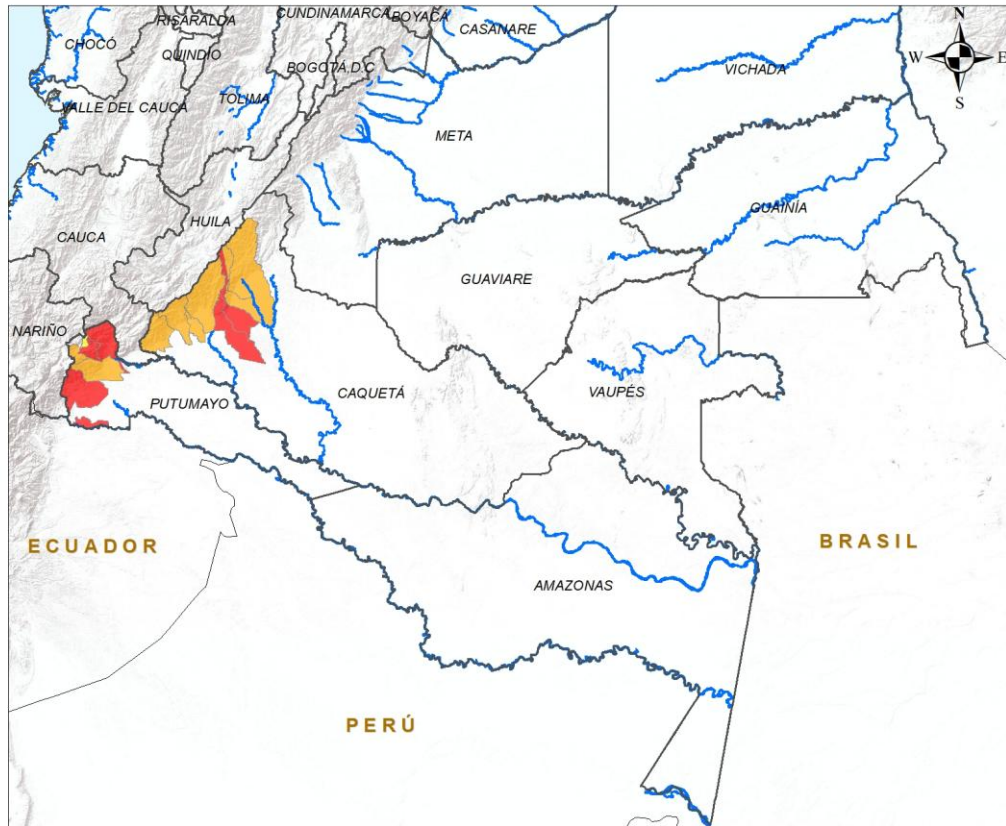 CUNDINAMARCA
BOYACÁ
RISARALDA
CASANARE
N
CHOCÓ
QUINDIO
BOGOTÁ D.C
W
E
VICHADA
S
VALLE DEL CAUCA
TOLIMA
META
GUAINÍA
HUILA
CAUCA
GUAVIARE
NARIÑO
CAQUETÁ
VAUPÉS
PUTUMAYO
ECUADOR
BRASIL
AMAZONAS
PERÚ